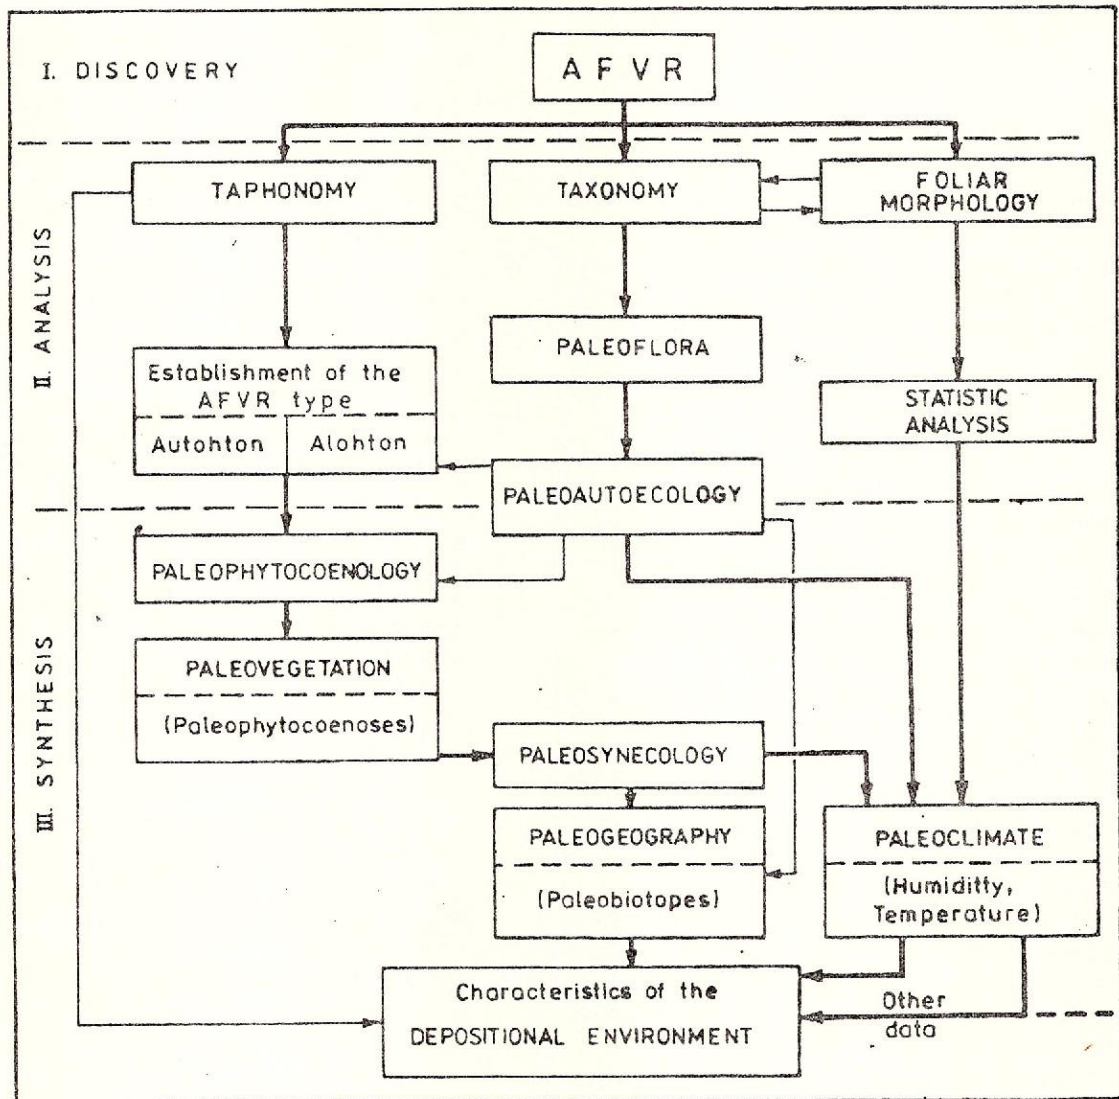 I. DISCOVERY
AFVR
II. ANALYSIS
TAPHONOMY
TAXONOMY
FOLIAR
MORPHOLOGY
Establishment of the
AFVR type
Autohton
Alohton
PALEOFLORA
STATISTIC
ANALYSIS
PALEOAUTOECOLOGY
III. SYNTHESIS
PALEOPHYTOCOENOLOGY
PALEOVEGETATION
(Paleophytocoenoses)
PALEOSYNECOLOGY
PALEOGEOGRAPHY
(Paleobiotopes)
PALEOCLIMATE
(Humiditty,
Temperature)
Characteristics of the
DEPOSITIONAL ENVIRONMENT
Other
data